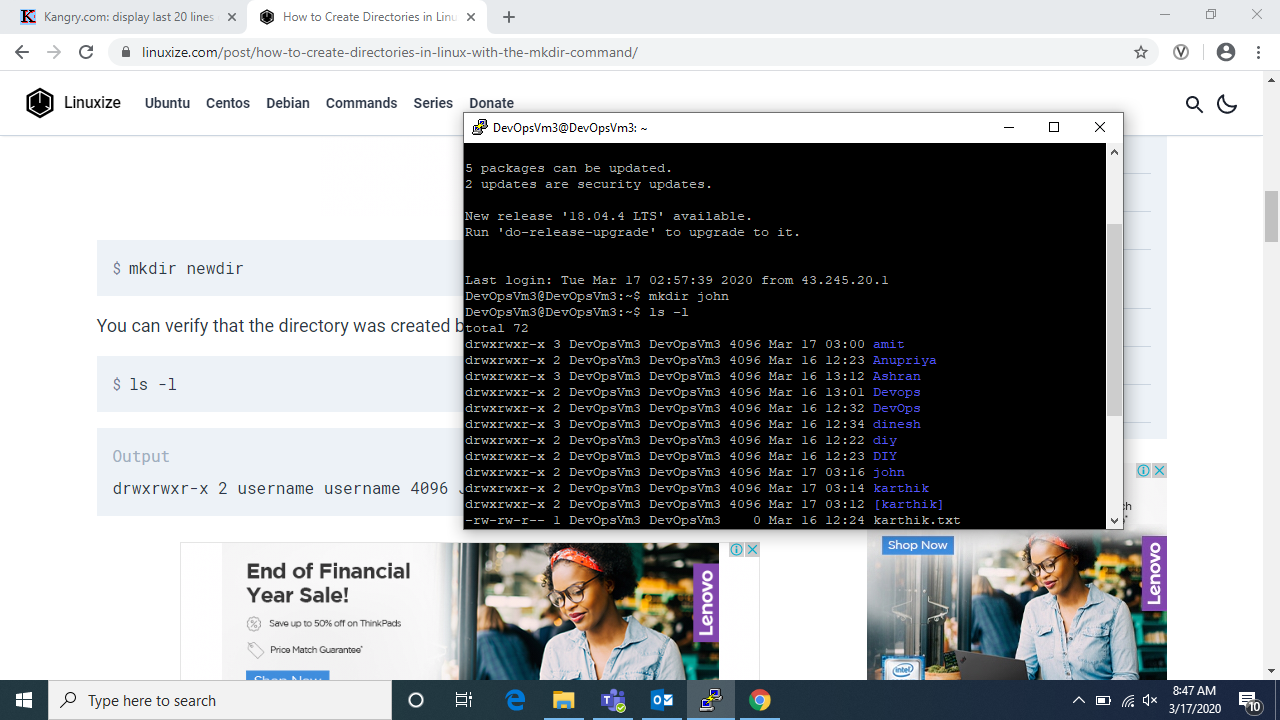 Kangry.com: display last 20 lines
How to Create Directories in Linu
linuxize.com/post/how-to-create-directories-in-linux-with-the-mkdir-command/
Linuxize Ubuntu Centos Debian Commands Series Donate
$ mkdir newdir
You can verify that the directory was created b
$ ls -l
Output
drwxrwxr-x 2 username username 4096
DevOpsVm3@DevOpsVm3: ~
5 packages can be updated.
2 updates are security updates.
New release '18.04.4 LTS' available.
Run 'do-release-upgrade' to upgrade to it.
Last login: Tue Mar 17 02:57:39 2020 from 43.245.20.1
DevOpsVm3@DevOpsVm3:~$ mkdir john
DevOpsVm3@DevOpsVm3:~$ ls -l
total 72
drwxrwxr-x 3 DevOpsVm3 DevOpsVm3 4096 Mar 17 03:00 amit
drwxrwxr-x 2 DevOpsVm3 DevOpsVm3 4096 Mar 16 12:23 Anupriya
drwxrwxr-x 3 DevOpsVm3 DevOpsVm3 4096 Mar 16 13:12 Ashran
drwxrwxr-x 2 DevOpsVm3 DevOpsVm3 4096 Mar 16 13:01 Devops
drwxrwxr-x 2 DevOpsVm3 DevOpsVm3 4096 Mar 16 12:32 DevOps
drwxrwxr-x 3 DevOpsVm3 DevOpsVm3 4096 Mar 16 12:34 dinesh
drwxrwxr-x 2 DevOpsVm3 DevOpsVm3 4096 Mar 16 12:22 diy
drwxrwxr-x 2 DevOpsVm3 DevOpsVm3 4096 Mar 16 12:23 DIY
drwxrwxr-x 2 DevOpsVm3 DevOpsVm3 4096 Mar 17 03:16 john
drwxrwxr-x 2 DevOpsVm3 DevOpsVm3 4096 Mar 17 03:14 karthik
drwxrwxr-x 2 DevOpsVm3 DevOpsVm3 4096 Mar 17 03:12 [karthik]
-rw-rw-r-- 1 DevOpsVm3 DevOpsVm3 0 Mar 16 12:24 karthik.txt
End of Financial
Year Sale!
Save up to 50% off on ThinkPads
Price Match Guarantee*
Shop Now
Lenovo
Shop Now
Lenovo
intel
Type here to search
8:47 AM
3/17/2020
10